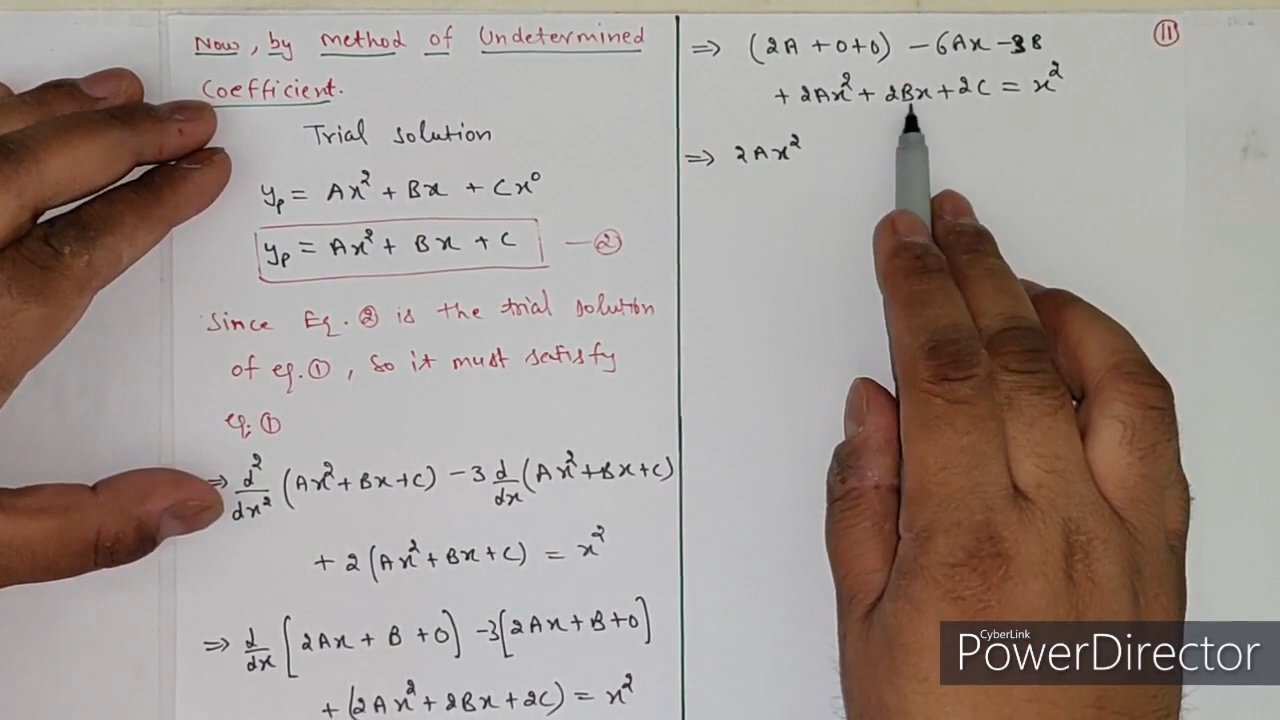 Now, by method of Undetermined
Coefficient.
Trial solution
y_p = Ax² + Bx + Cx⁰
y_p = Ax² + Bx + C — ②
Since Eq. ② is the trial solution
of eq. ①, so it must satisfy
eq. ①
⇒ d²/dx² (Ax² + Bx + C) − 3 d/dx (Ax² + Bx + C)
+ 2 (Ax² + Bx + C) = x²
⇒ d/dx [2Ax + B + 0] − 3[2Ax + B + 0]
+ (2Ax² + 2Bx + 2C) = x²
⑪
⇒ (2A + 0 + 0) − 6Ax − 3B
+ 2Ax² + 2Bx + 2C = x²
⇒ 2Ax²
CyberLink
PowerDirector